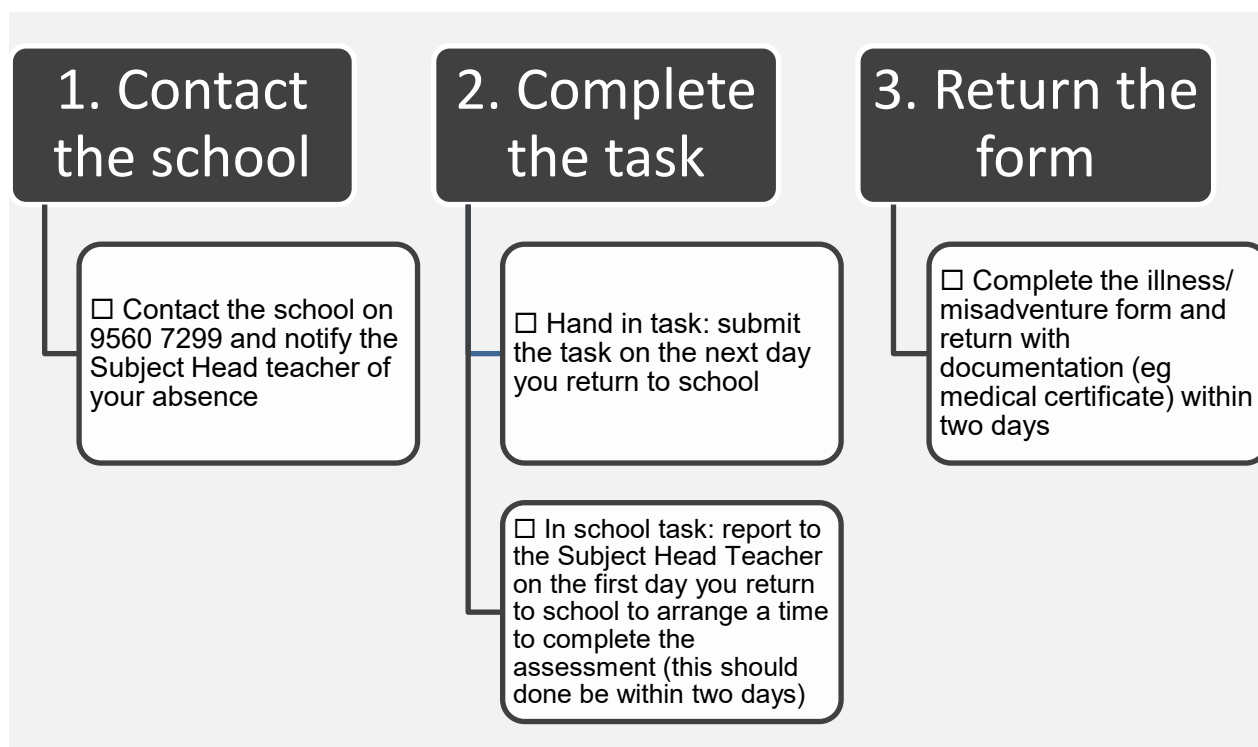 1. Contact
the school
☐ Contact the school on
9560 7299 and notify the
Subject Head teacher of
your absence
2. Complete
the task
☐ Hand in task: submit
the task on the next day
you return to school
☐ In school task: report to
the Subject Head Teacher
on the first day you return
to school to arrange a time
to complete the
assessment (this should
done be within two days)
3. Return the
form
☐ Complete the illness/
misadventure form and
return with
documentation (eg
medical certificate) within
two days